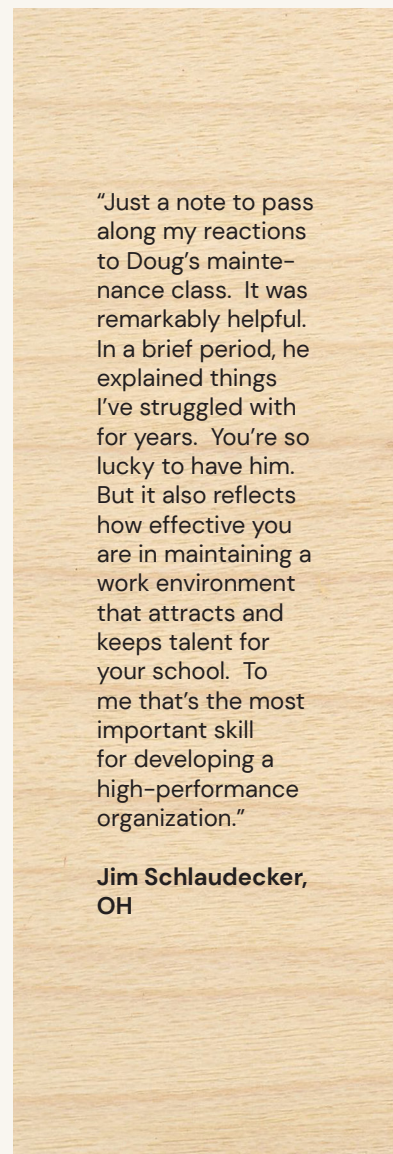 “Just a note to pass
along my reactions
to Doug’s mainte-
nance class.  It was
remarkably helpful.
In a brief period, he
explained things
I’ve struggled with
for years.  You’re so
lucky to have him.
But it also reflects
how effective you
are in maintaining a
work environment
that attracts and
keeps talent for
your school.  To
me that’s the most
important skill
for developing a
high-performance
organization.”
Jim Schlaudecker,
OH